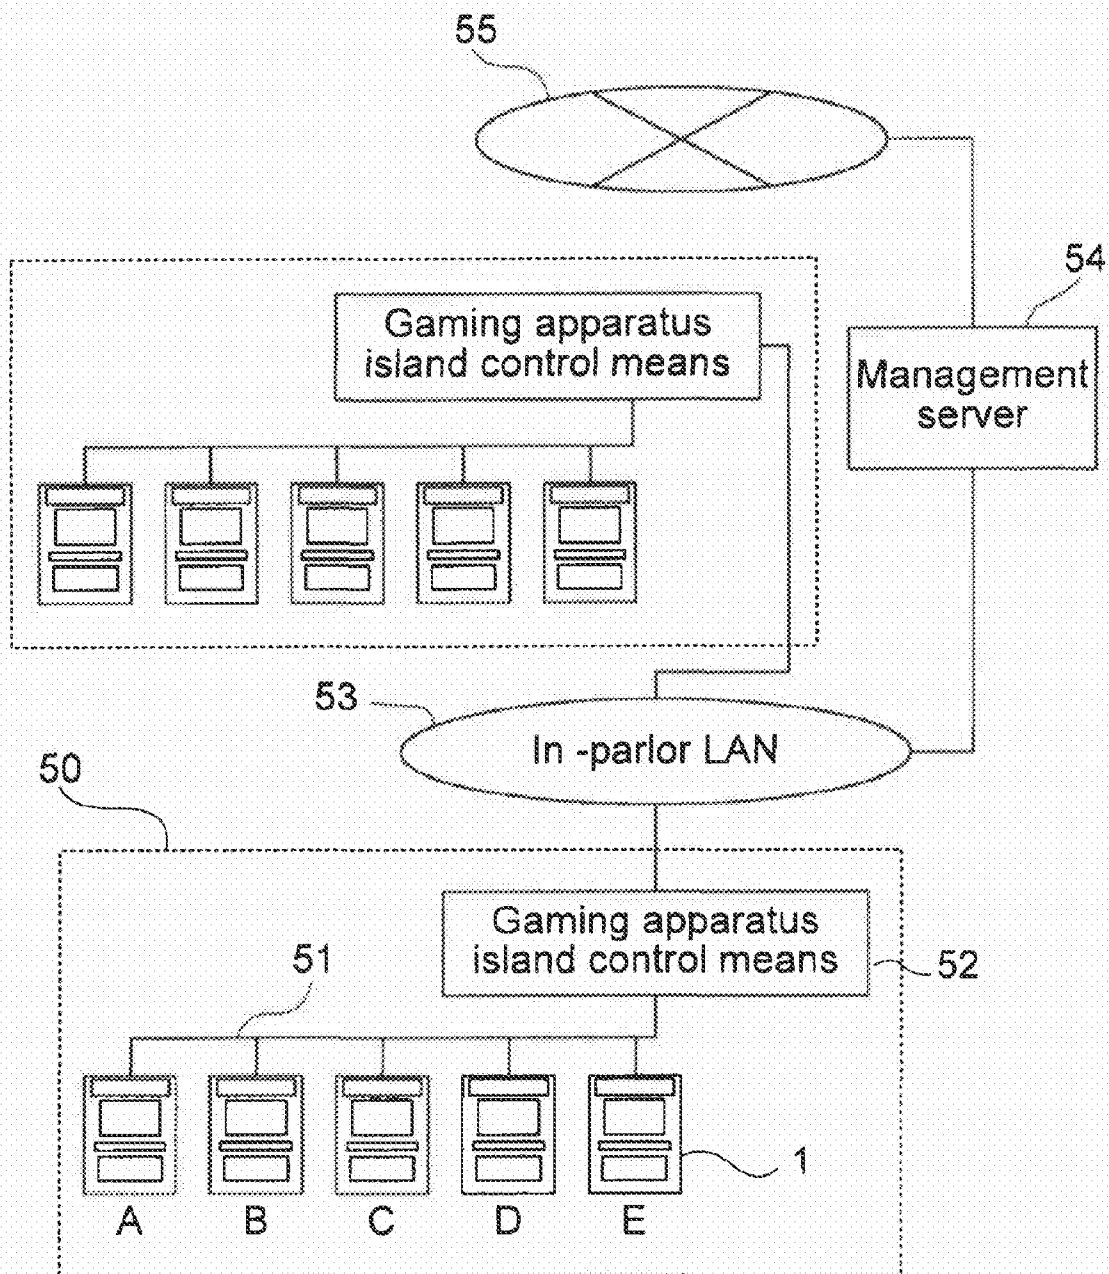 55
54
Gaming apparatus
island control means
Management
server
53
In -parlor LAN
50
Gaming apparatus
island control means
52
51
1
A B C D E